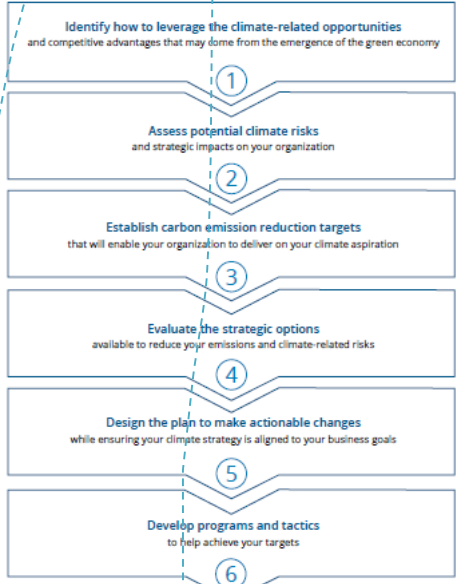 Identify how to leverage the climate-related opportunities
and competitive advantages that may come from the emergence of the green economy
1
Assess potential climate risks
and strategic impacts on your organization
2
Establish carbon emission reduction targets
that will enable your organization to deliver on your climate aspiration
3
Evaluate the strategic options
available to reduce your emissions and climate-related risks
4
Design the plan to make actionable changes
while ensuring your climate strategy is aligned to your business goals
5
Develop programs and tactics
to help achieve your targets
6